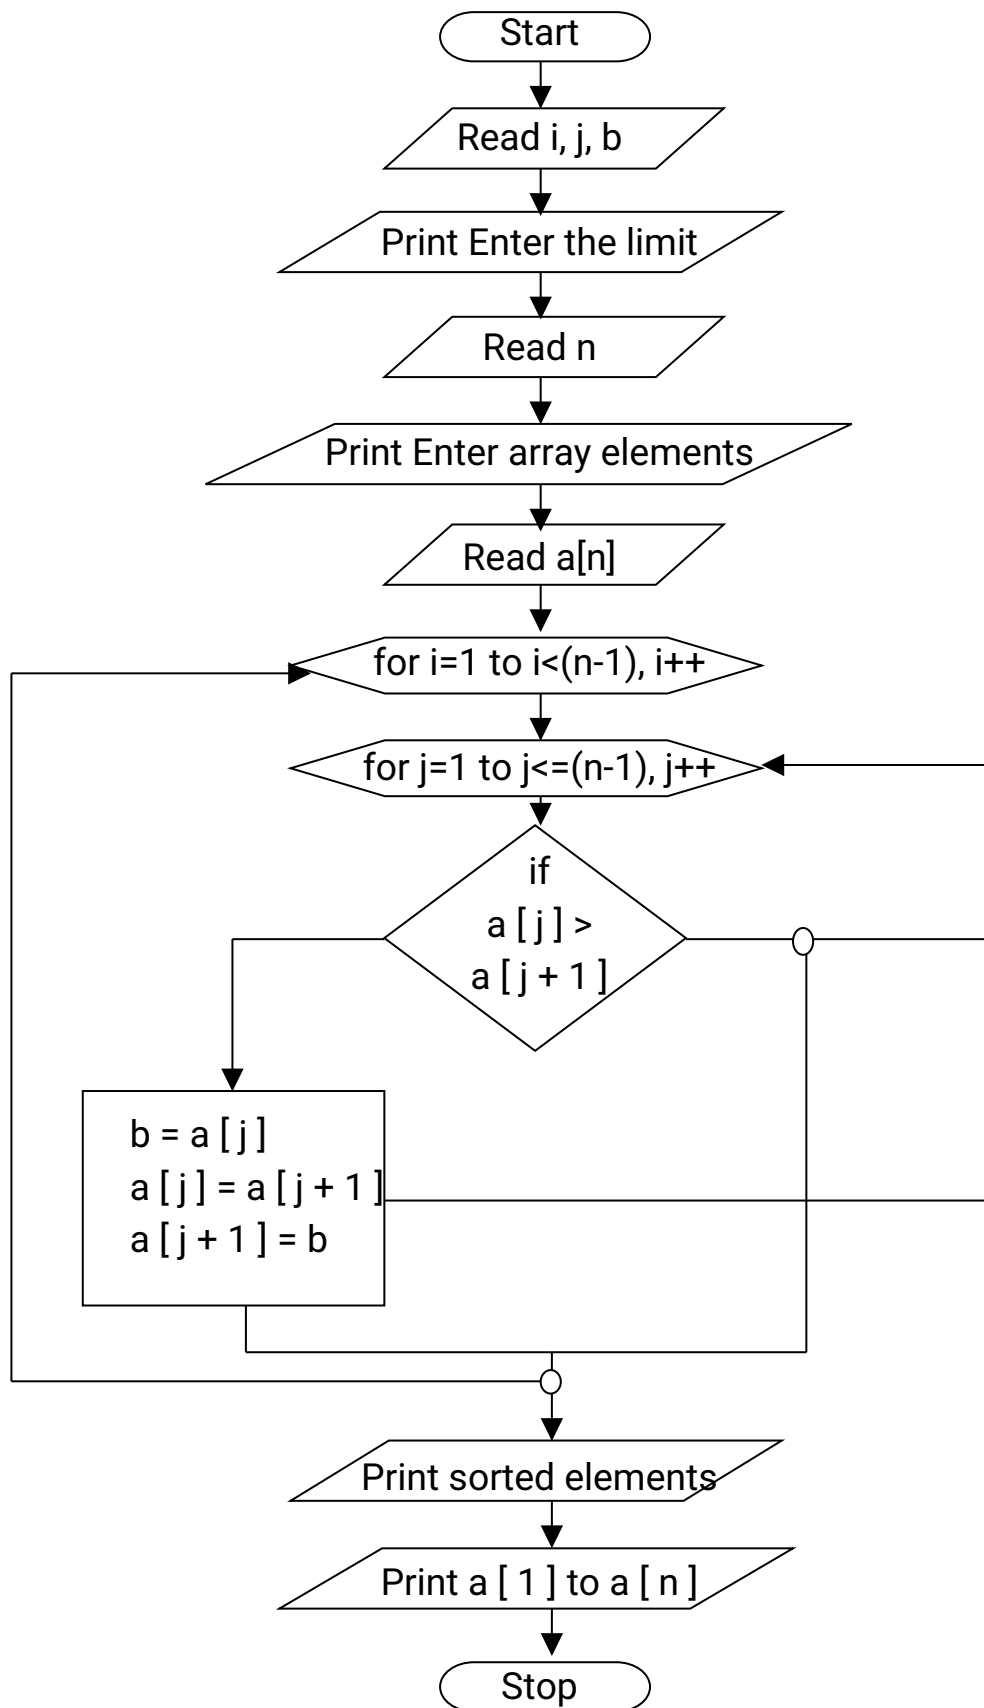 Start
Read i, j, b
Print Enter the limit
Read n
Print Enter array elements
Read a[n]
for i=1 to i<(n-1), i++
for j=1 to j<=(n-1), j++
if
a [ j ] >
a [ j + 1 ]
b = a [ j ]
a [ j ] = a [ j + 1 ]
a [ j + 1 ] = b
Print sorted elements
Print a [ 1 ] to a [ n ]
Stop